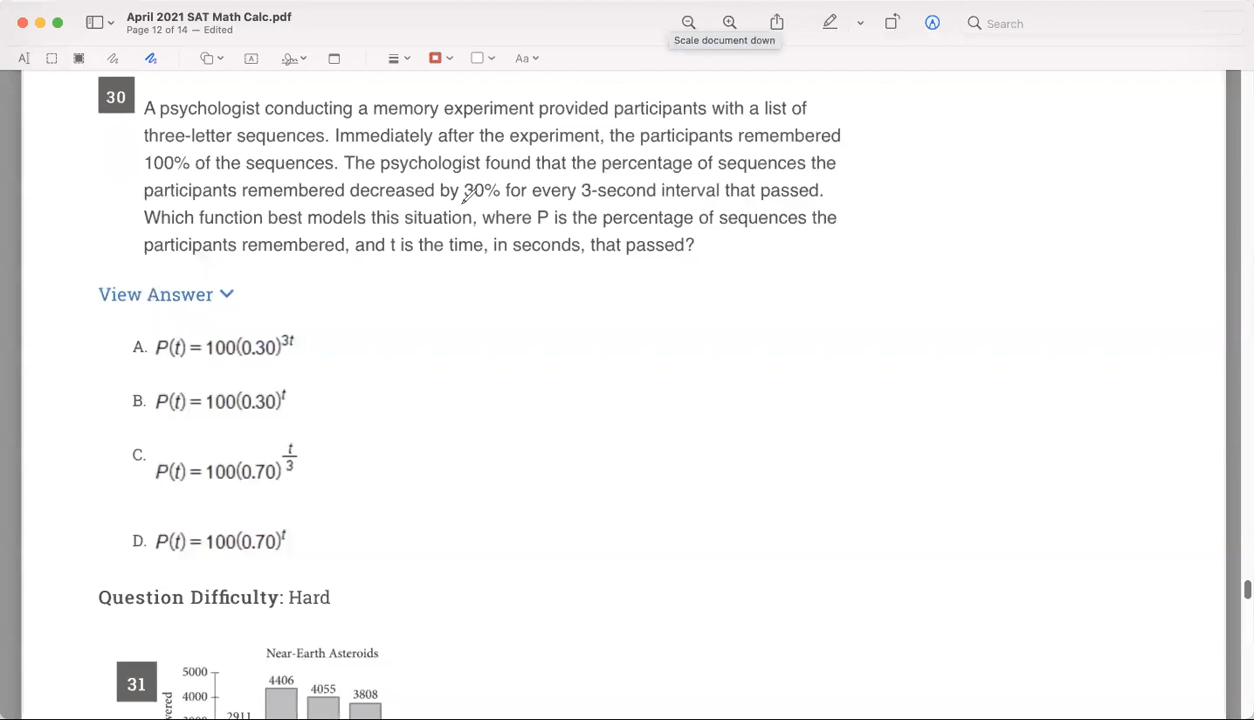 April 2021 SAT Math Calc.pdf
Page 12 of 14 — Edited
Search
Scale document down
A
Aa
30
A psychologist conducting a memory experiment provided participants with a list of
three-letter sequences. Immediately after the experiment, the participants remembered
100% of the sequences. The psychologist found that the percentage of sequences the
participants remembered decreased by 30% for every 3-second interval that passed.
Which function best models this situation, where P is the percentage of sequences the
participants remembered, and t is the time, in seconds, that passed?
View Answer
A. P(t) = 100(0.30)^{3t}
B. P(t) = 100(0.30)^{t}
C. P(t) = 100(0.70)^{t/3}
D. P(t) = 100(0.70)^{t}
Question Difficulty: Hard
Near-Earth Asteroids
31
5000
4406
4055
3808
4000
2911